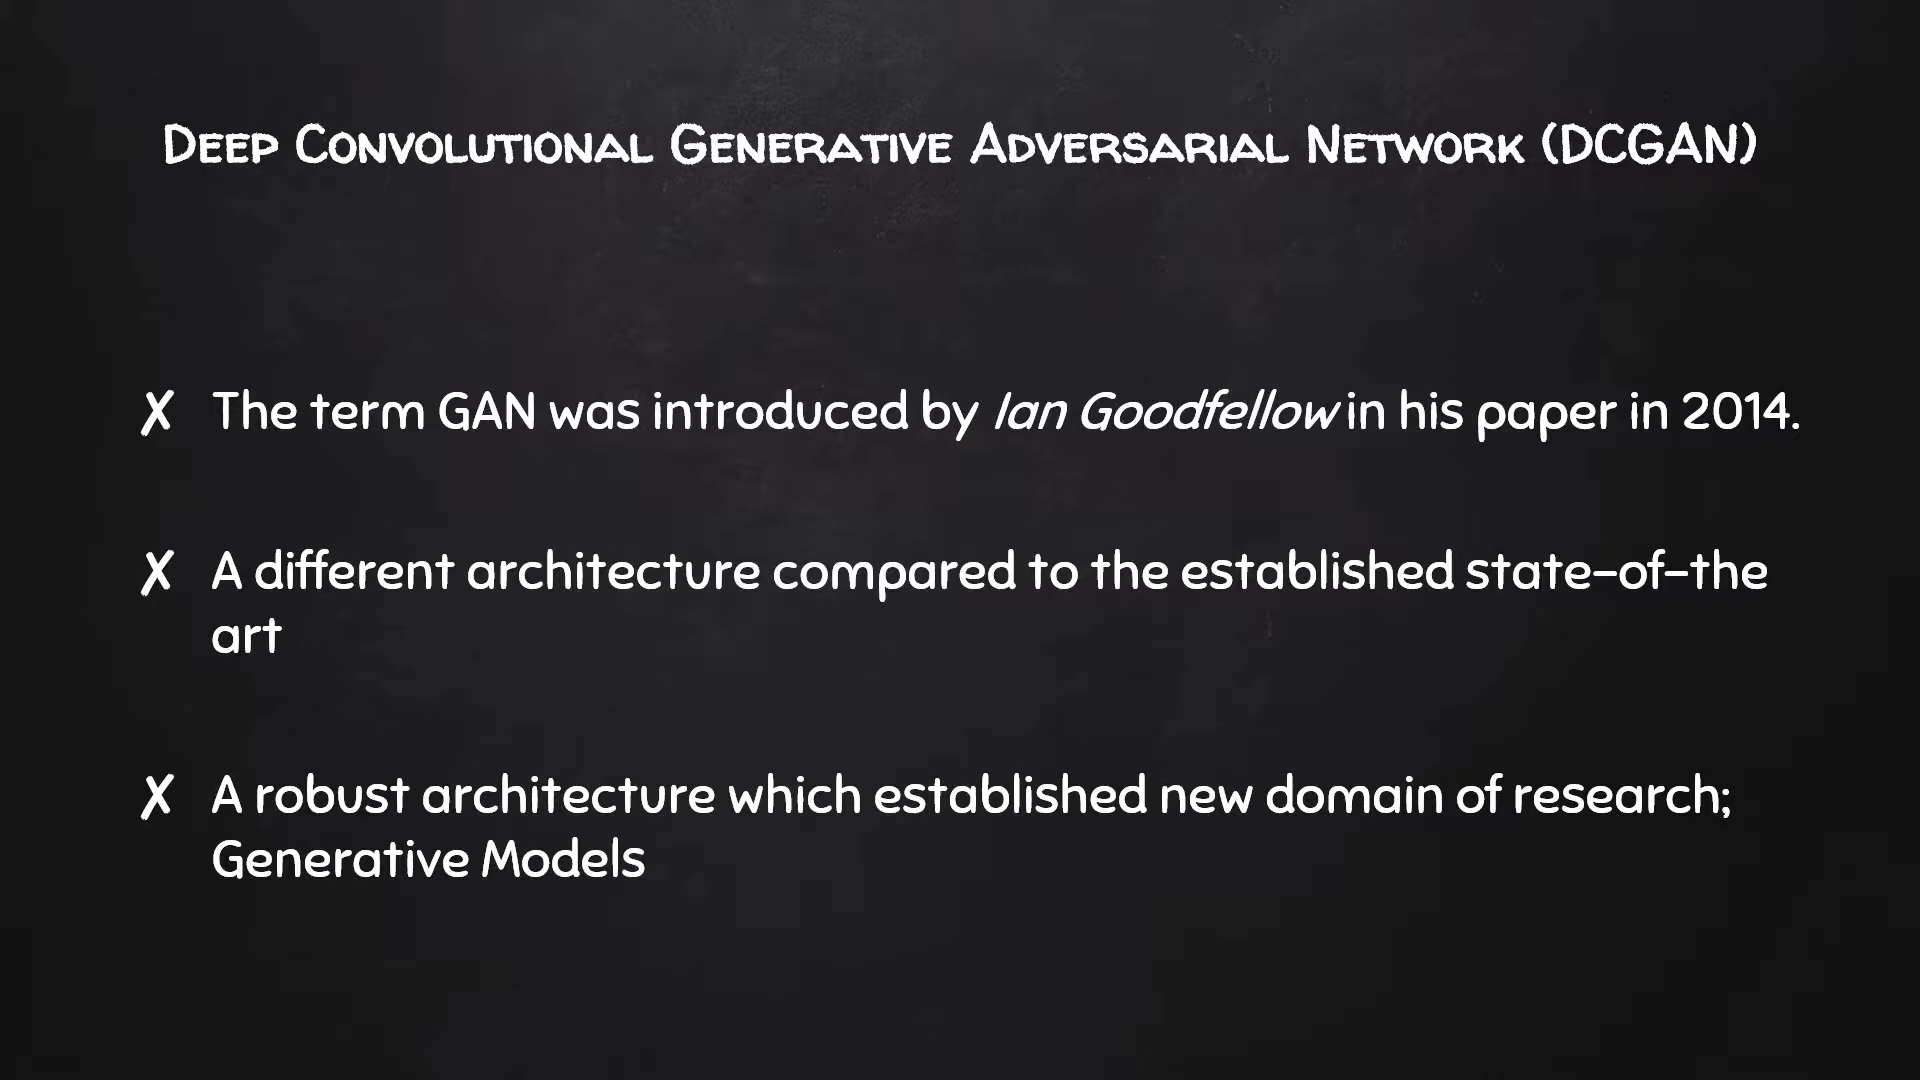 Deep Convolutional Generative Adversarial Network (DCGAN)
✗ The term GAN was introduced by Ian Goodfellow in his paper in 2014.
✗ A different architecture compared to the established state-of-the
art
✗ A robust architecture which established new domain of research;
Generative Models